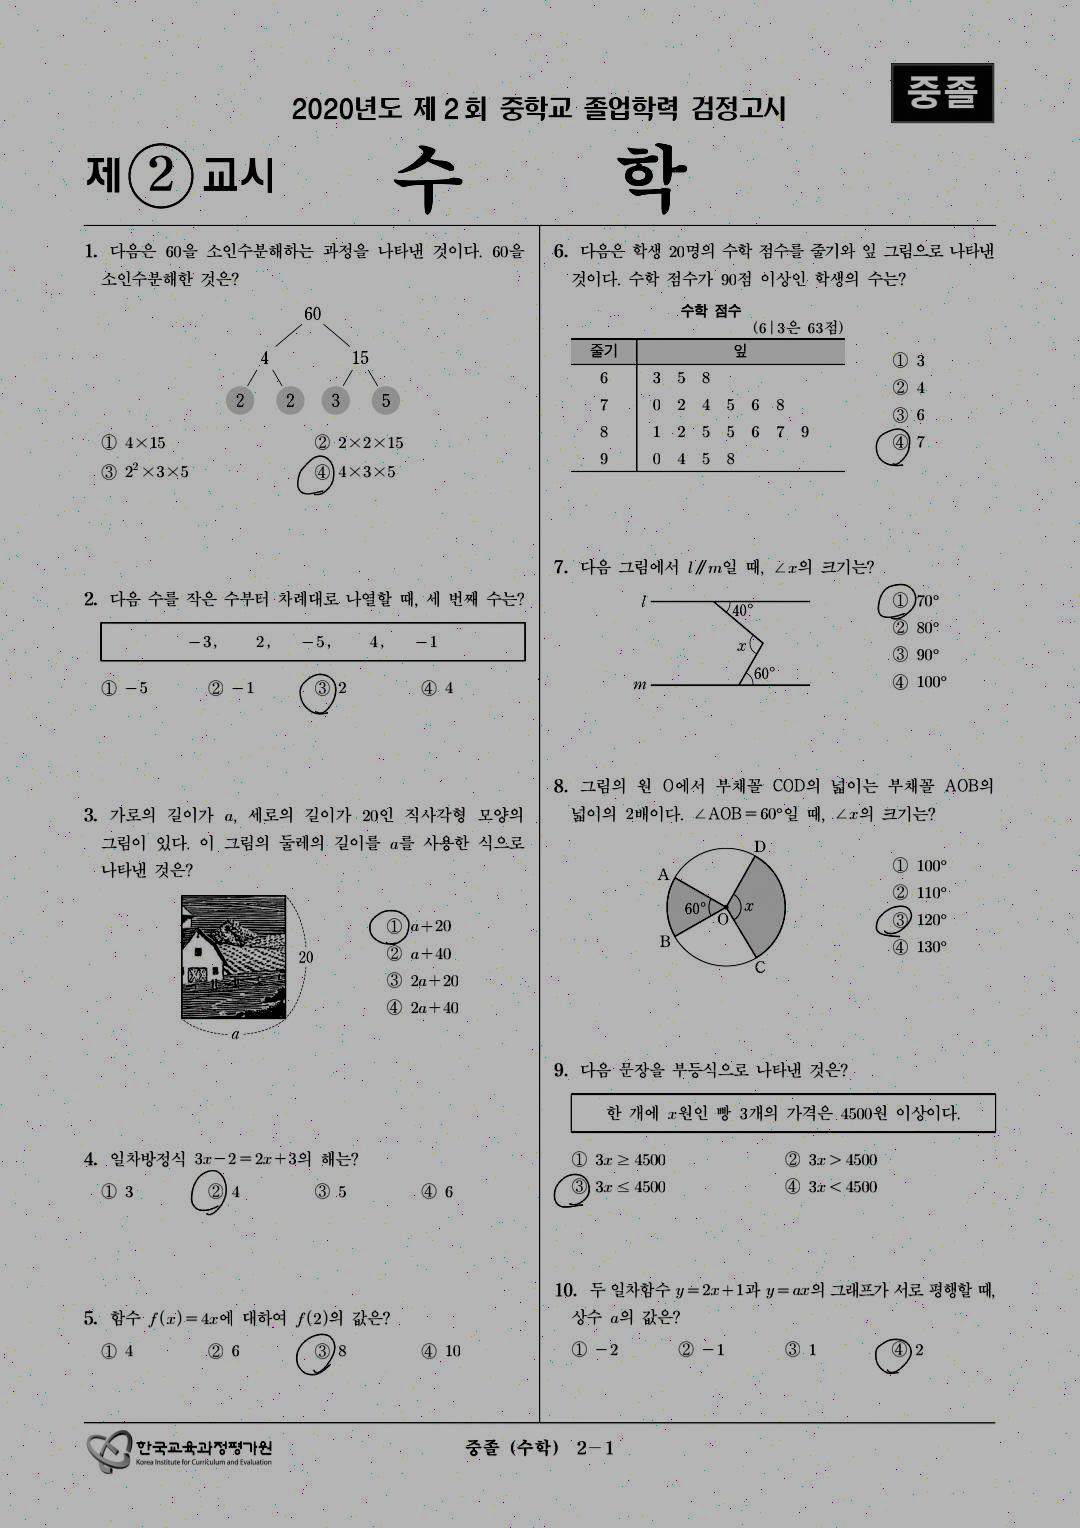 중졸
2020년도 제 2 회 중학교 졸업학력 검정고시
제 ② 교시 수 학
1. 다음은 60을 소인수분해하는 과정을 나타낸 것이다. 60을
소인수분해한 것은?
60
4 15
2 2 3 5
① 4×15 ② 2×2×15
③ 2²×3×5 ④ 4×3×5
2. 다음 수를 작은 수부터 차례대로 나열할 때, 세 번째 수는?
−3, 2, −5, 4, −1
① −5 ② −1 ③ 2 ④ 4
3. 가로의 길이가 a, 세로의 길이가 20인 직사각형 모양의
그림이 있다. 이 그림의 둘레의 길이를 a를 사용한 식으로
나타낸 것은?
20
a
① a+20
② a+40
③ 2a+20
④ 2a+40
4. 일차방정식 3x−2=2x+3의 해는?
① 3 ② 4 ③ 5 ④ 6
5. 함수 f(x)=4x에 대하여 f(2)의 값은?
① 4 ② 6 ③ 8 ④ 10
6. 다음은 학생 20명의 수학 점수를 줄기와 잎 그림으로 나타낸
것이다. 수학 점수가 90점 이상인 학생의 수는?
수학 점수
(6 | 3은 63점)
줄기 잎
6 3 5 8
7 0 2 4 5 6 8
8 1 2 5 5 6 7 9
9 0 4 5 8
① 3
② 4
③ 6
④ 7
7. 다음 그림에서 l∥m일 때, ∠x의 크기는?
l 40°
x
m 60°
① 70°
② 80°
③ 90°
④ 100°
8. 그림의 원 O에서 부채꼴 COD의 넓이는 부채꼴 AOB의
넓이의 2배이다. ∠AOB=60°일 때, ∠x의 크기는?
D
A
60° x
O
B
C
① 100°
② 110°
③ 120°
④ 130°
9. 다음 문장을 부등식으로 나타낸 것은?
한 개에 x원인 빵 3개의 가격은 4500원 이상이다.
① 3x ≥ 4500 ② 3x > 4500
③ 3x ≤ 4500 ④ 3x < 4500
10. 두 일차함수 y=2x+1과 y=ax의 그래프가 서로 평행할 때,
상수 a의 값은?
① −2 ② −1 ③ 1 ④ 2
한국교육과정평가원
Korea Institute for Curriculum and Evaluation
중졸 (수학) 2−1